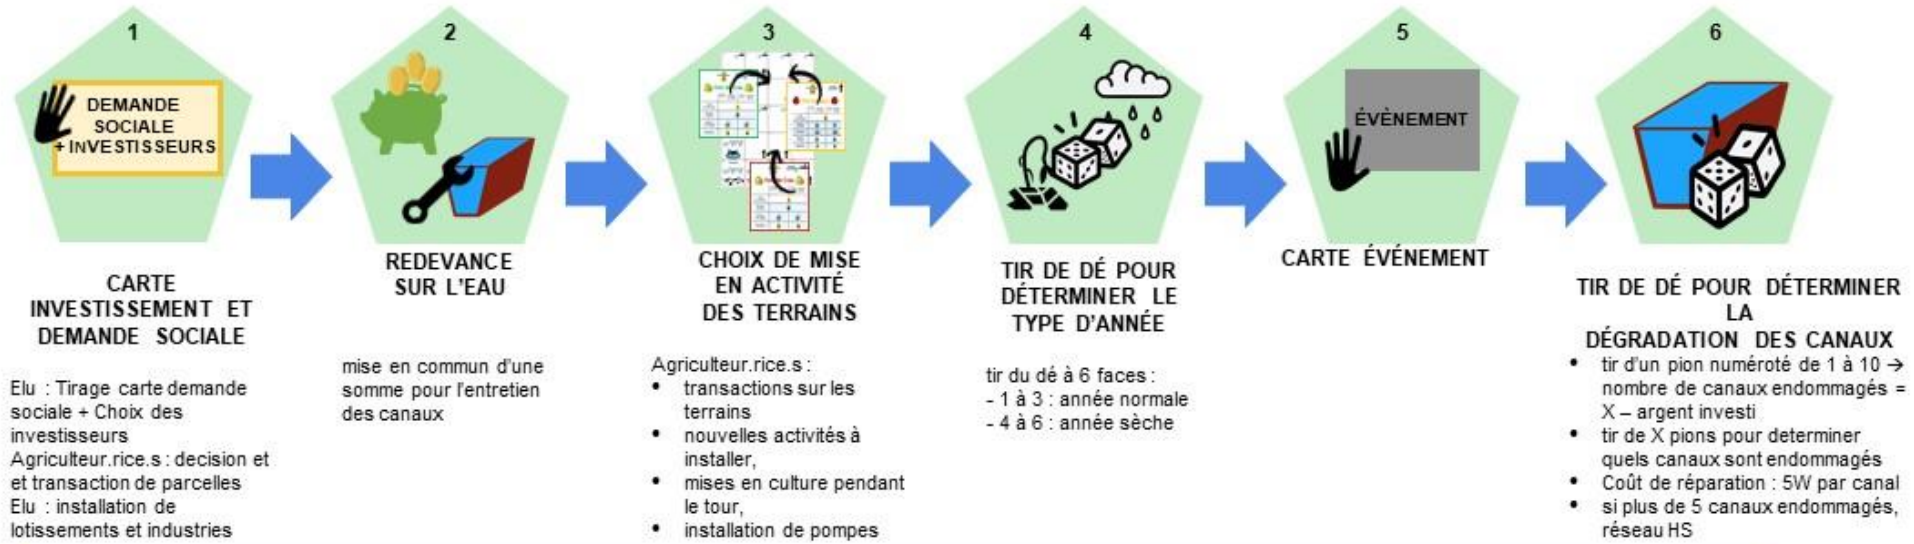 1
DEMANDE
SOCIALE
+ INVESTISSEURS
CARTE
INVESTISSEMENT ET
DEMANDE SOCIALE
Elu : Tirage carte demande
sociale + Choix des
investisseurs
Agriculteur.rice.s : decision et
et transaction de parcelles
Elu : installation de
lotissements et industries
2
REDEVANCE
SUR L'EAU
mise en commun d'une
somme pour l'entretien
des canaux
3
CHOIX DE MISE
EN ACTIVITÉ
DES TERRAINS
Agriculteur.rice.s :
• transactions sur les
terrains
• nouvelles activités à
installer,
• mises en culture pendant
le tour,
• installation de pompes
4
TIR DE DÉ POUR
DÉTERMINER LE
TYPE D'ANNÉE
tir du dé à 6 faces :
- 1 à 3 : année normale
- 4 à 6 : année sèche
5
ÉVÈNEMENT
CARTE ÉVÉNEMENT
6
TIR DE DÉ POUR DÉTERMINER
LA
DÉGRADATION DES CANAUX
• tir d'un pion numéroté de 1 à 10 →
nombre de canaux endommagés =
X – argent investi
• tir de X pions pour determiner
quels canaux sont endommagés
• Coût de réparation : 5W par canal
• si plus de 5 canaux endommagés,
réseau HS